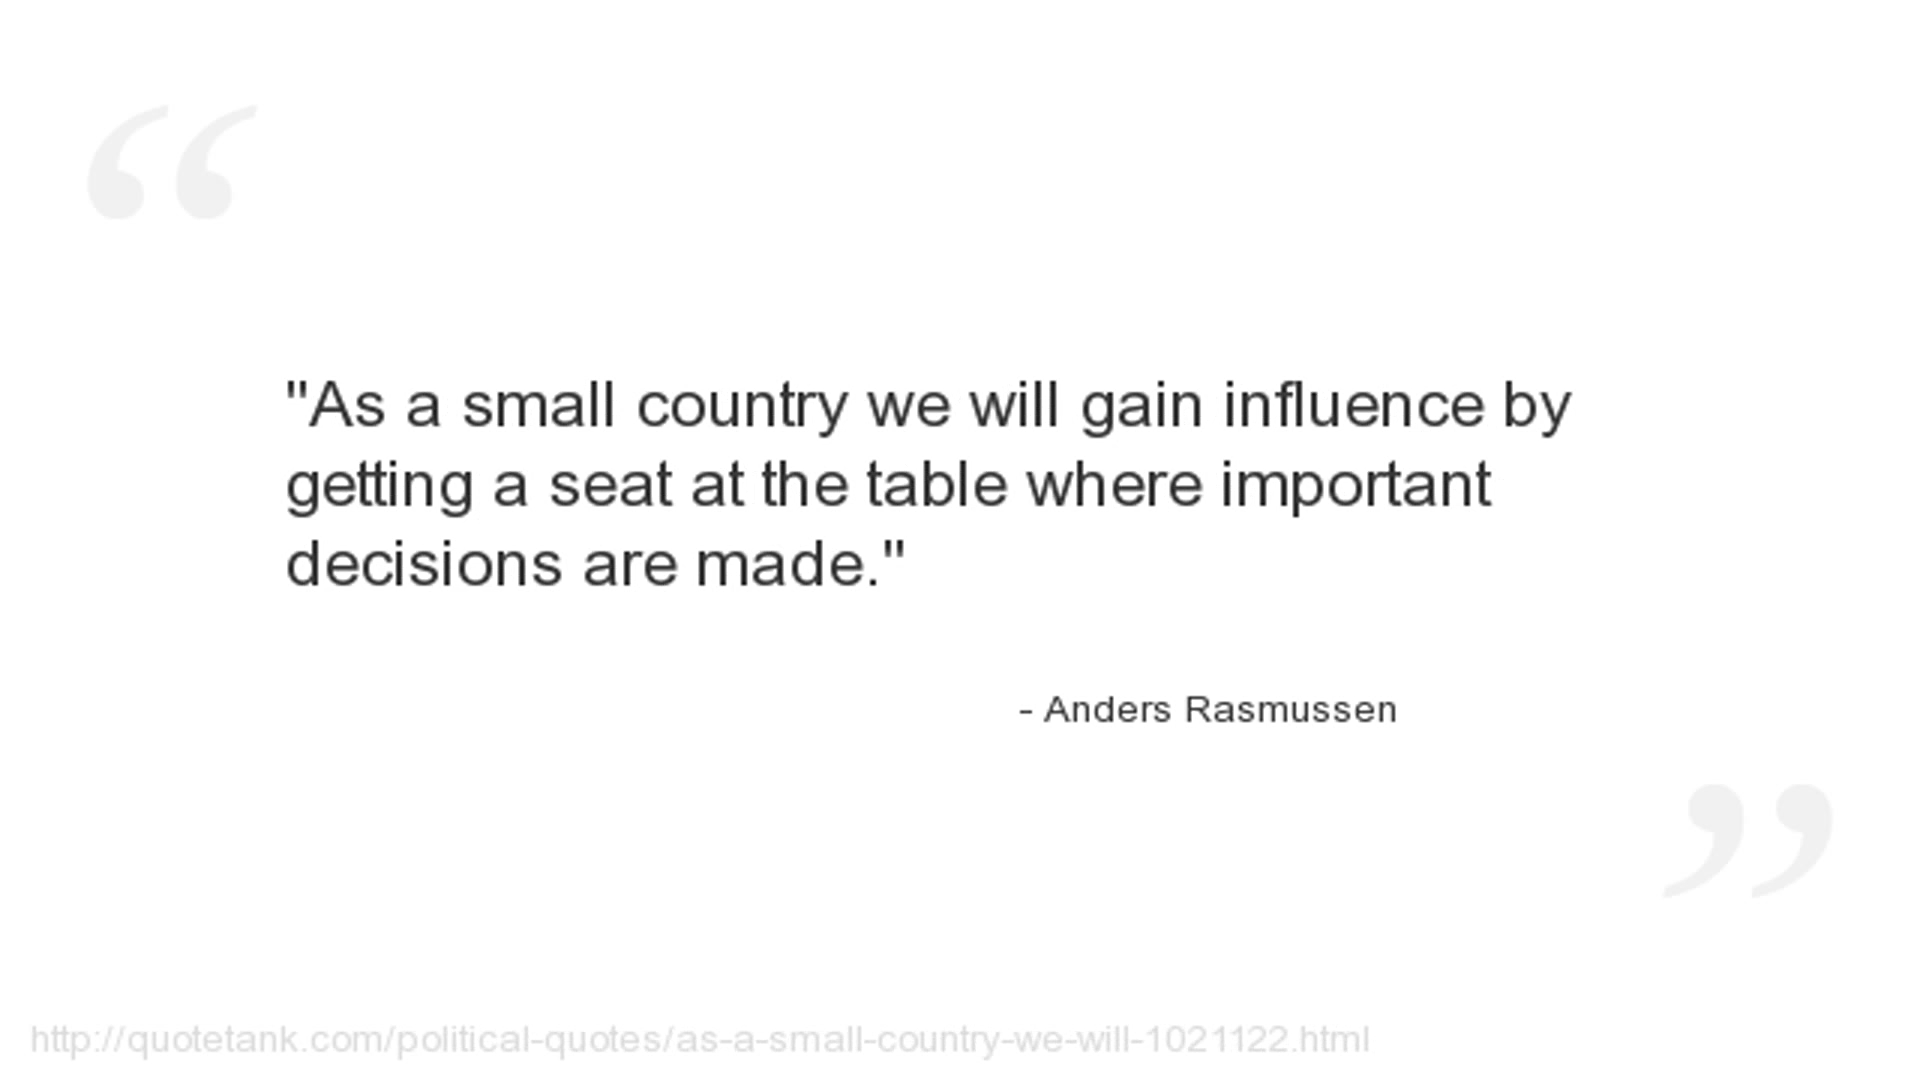 "As a small country we will gain influence by
getting a seat at the table where important
decisions are made."
- Anders Rasmussen
http://quotetank.com/political-quotes/as-a-small-country-we-will-1021122.html